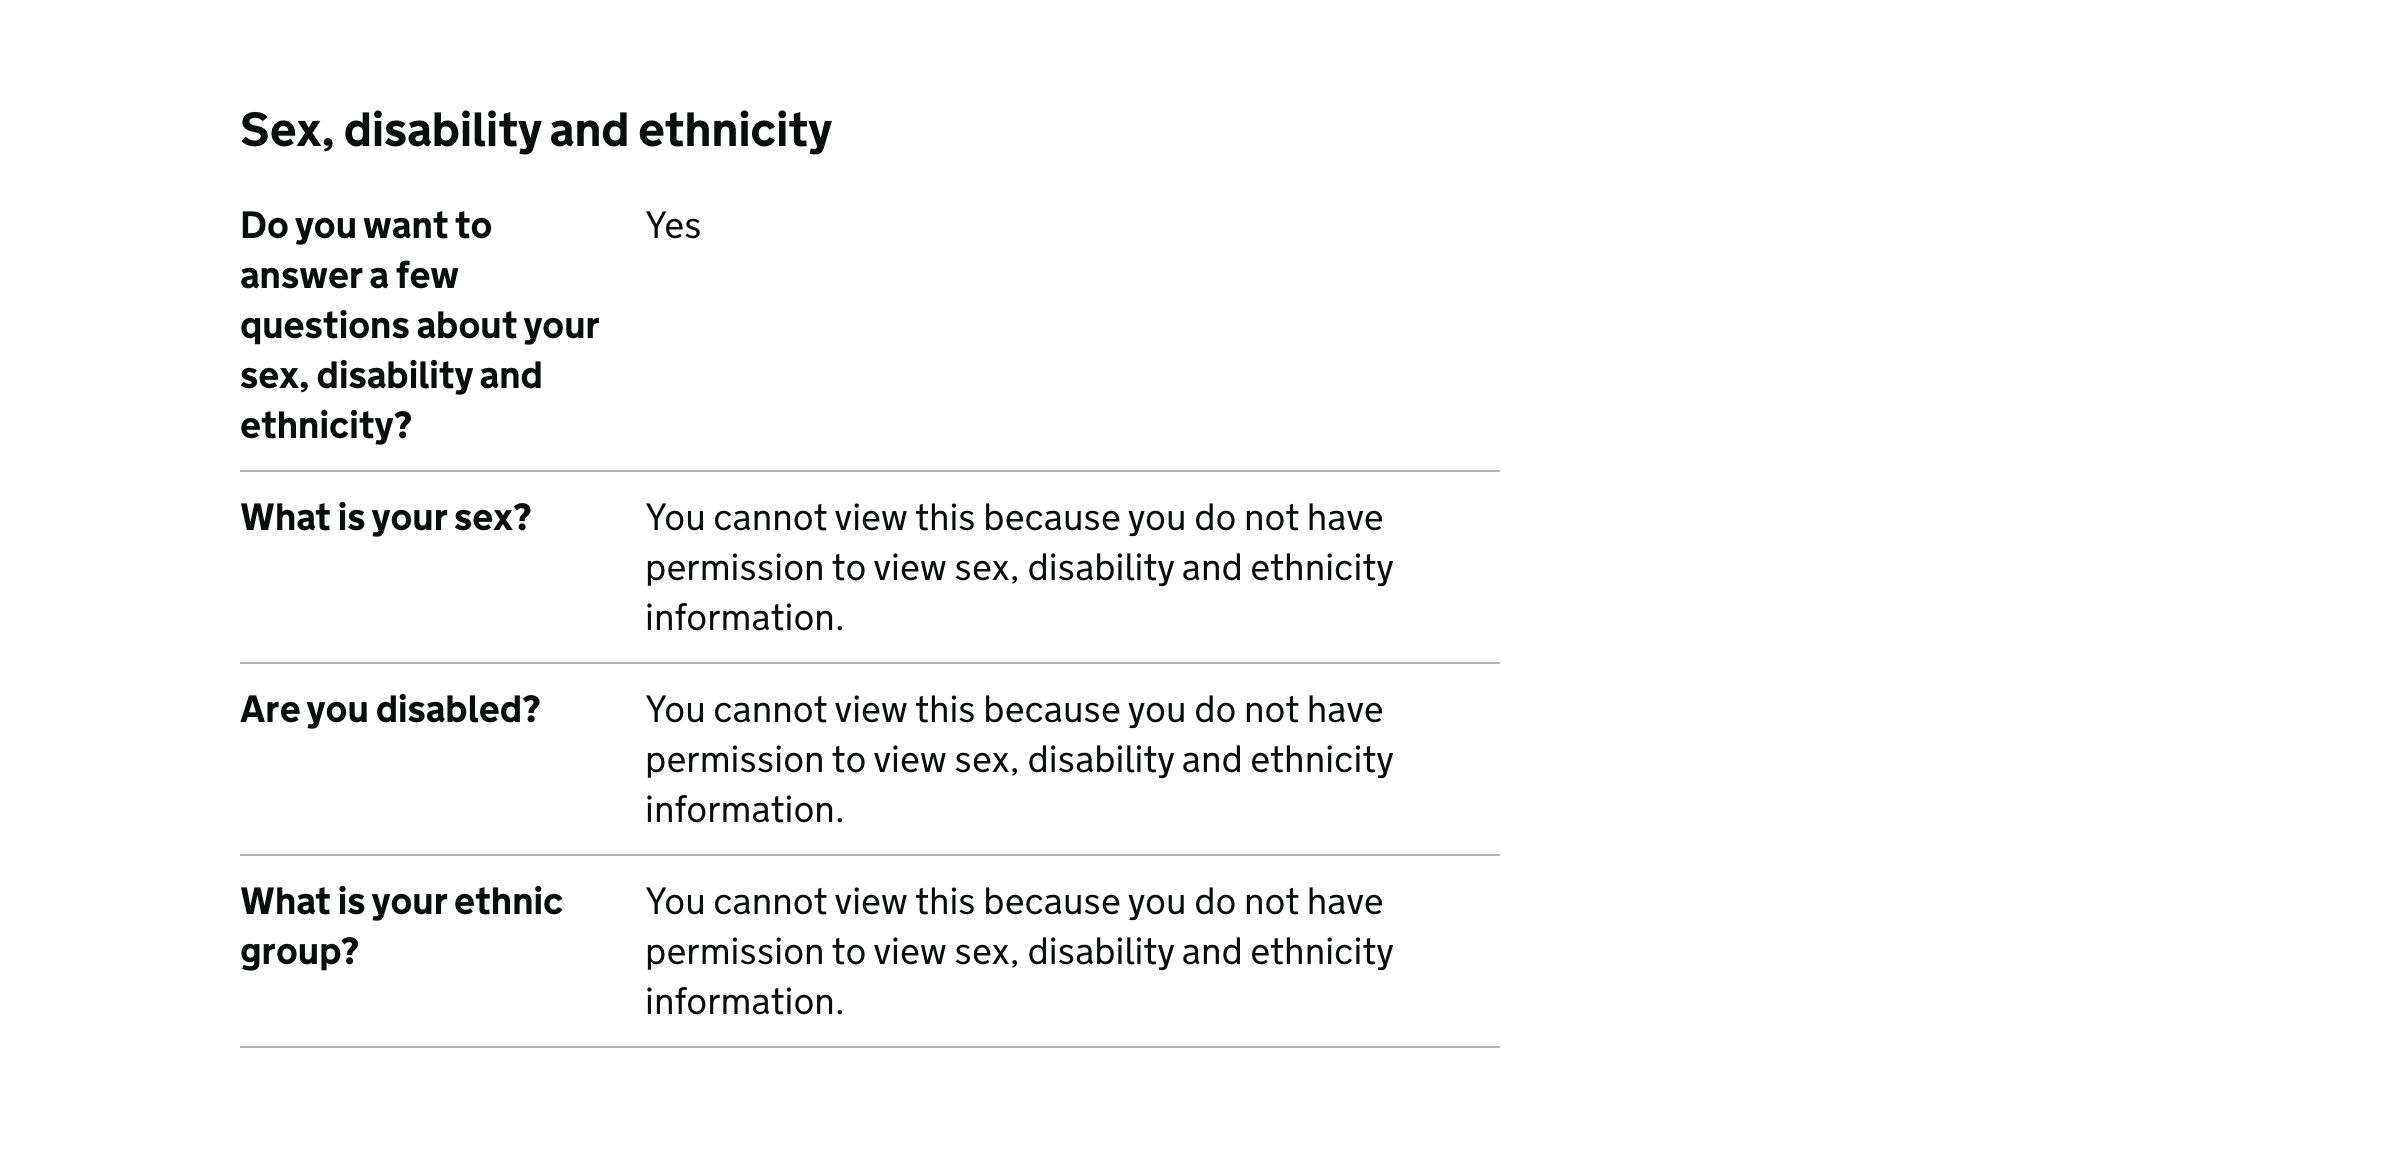 Sex, disability and ethnicity
Do you want to
answer a few
questions about your
sex, disability and
ethnicity?
Yes
What is your sex?
You cannot view this because you do not have
permission to view sex, disability and ethnicity
information.
Are you disabled?
You cannot view this because you do not have
permission to view sex, disability and ethnicity
information.
What is your ethnic
group?
You cannot view this because you do not have
permission to view sex, disability and ethnicity
information.